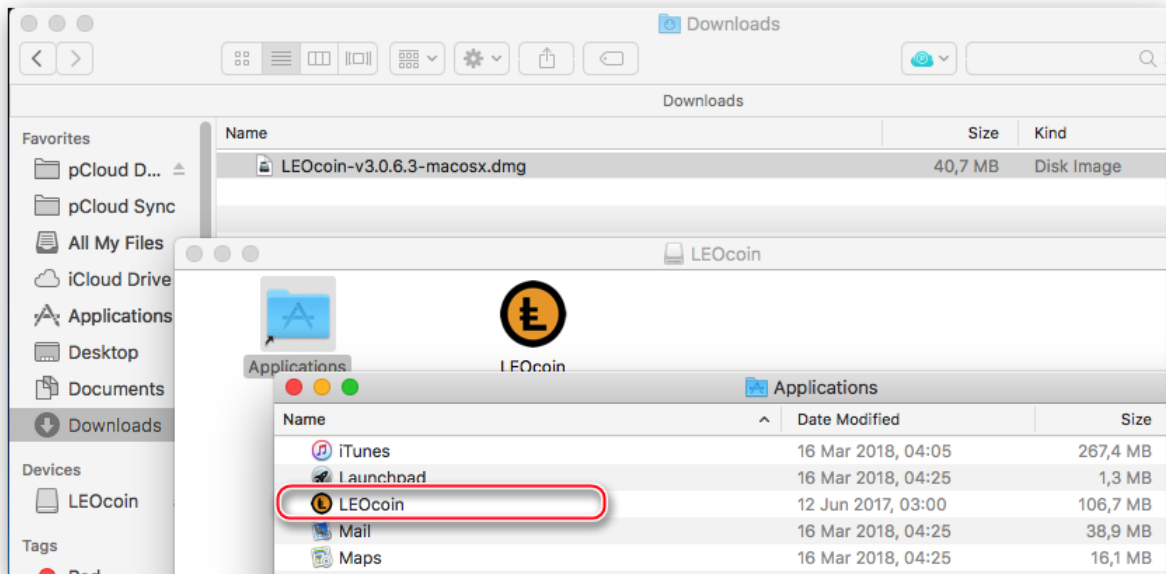 Downloads
Downloads
Favorites
Name Size Kind
pCloud D...
LEOcoin-v3.0.6.3-macosx.dmg 40,7 MB Disk Image
pCloud Sync
All My Files
LEOcoin
iCloud Drive
Applications
Desktop
Documents
Downloads
Devices
LEOcoin
Tags
Red
Applications
LEOcoin
Applications
Name Date Modified Size
iTunes 16 Mar 2018, 04:05 267,4 MB
Launchpad 16 Mar 2018, 04:25 1,3 MB
LEOcoin 12 Jun 2017, 03:00 106,7 MB
Mail 16 Mar 2018, 04:25 38,9 MB
Maps 16 Mar 2018, 04:25 16,1 MB